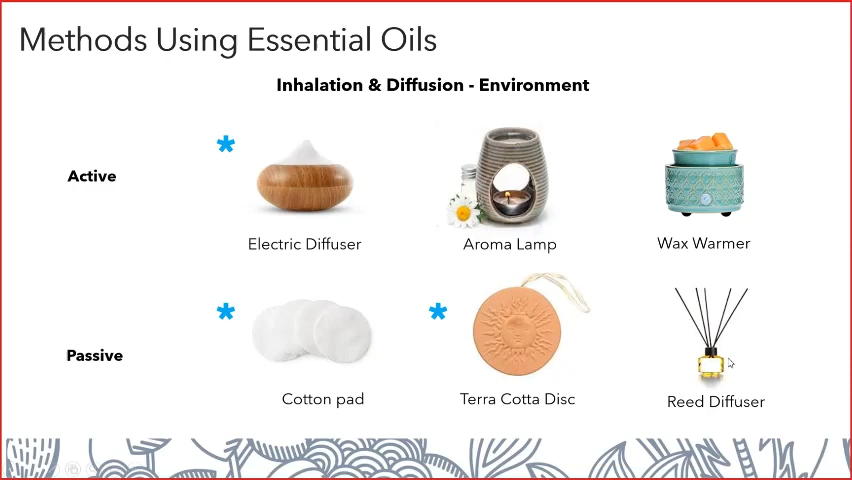 Methods Using Essential Oils
Inhalation & Diffusion - Environment
*
Active
Electric Diffuser
Aroma Lamp
Wax Warmer
* *
Passive
Cotton pad
Terra Cotta Disc
Reed Diffuser